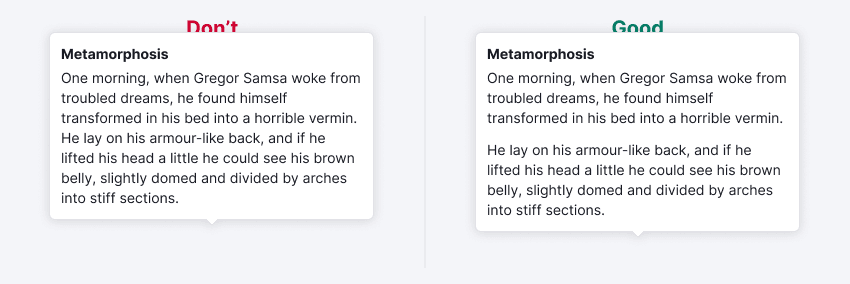 Don't
Metamorphosis
One morning, when Gregor Samsa woke from
troubled dreams, he found himself
transformed in his bed into a horrible vermin.
He lay on his armour-like back, and if he
lifted his head a little he could see his brown
belly, slightly domed and divided by arches
into stiff sections.
Good
Metamorphosis
One morning, when Gregor Samsa woke from
troubled dreams, he found himself
transformed in his bed into a horrible vermin.
He lay on his armour-like back, and if he
lifted his head a little he could see his brown
belly, slightly domed and divided by arches
into stiff sections.